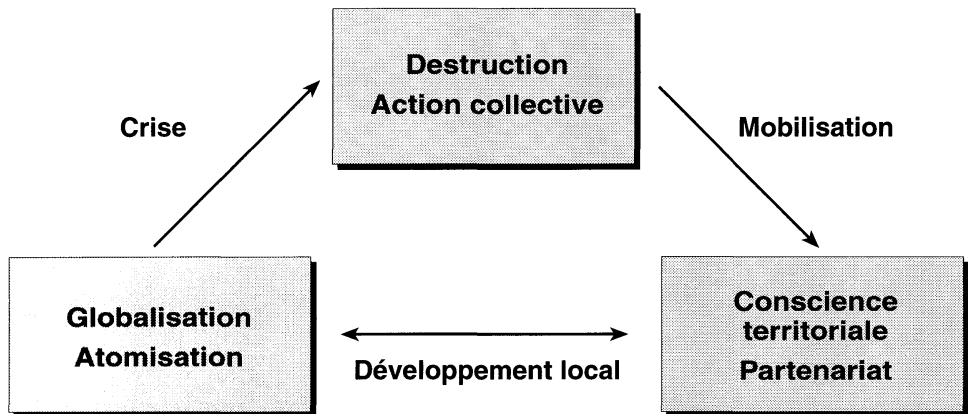 Destruction
Action collective
Crise
Mobilisation
Globalisation
Atomisation
Développement local
Conscience
territoriale
Partenariat